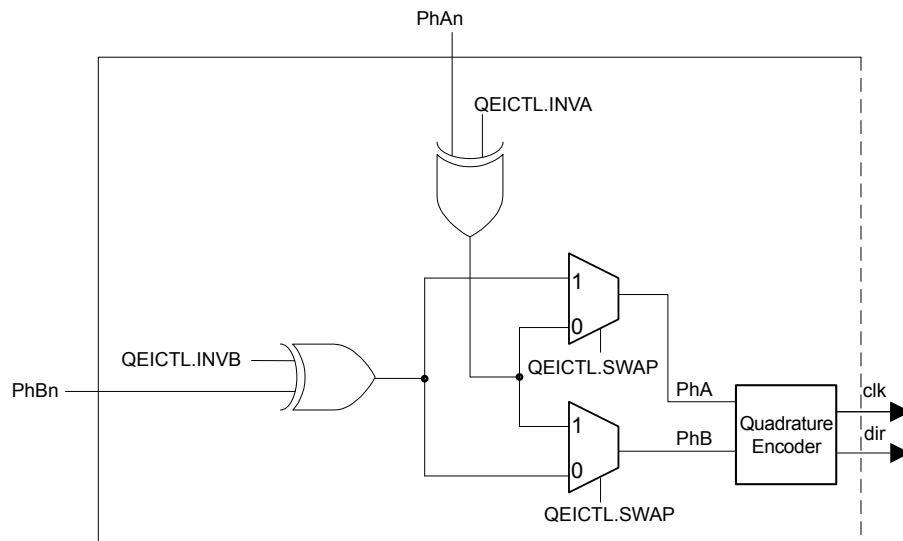 PhAn
QEICTL.INVA
1
0
QEICTL.INVB
QEICTL.SWAP
PhBn
PhA
clk
Quadrature
Encoder
1
PhB
dir
0
QEICTL.SWAP